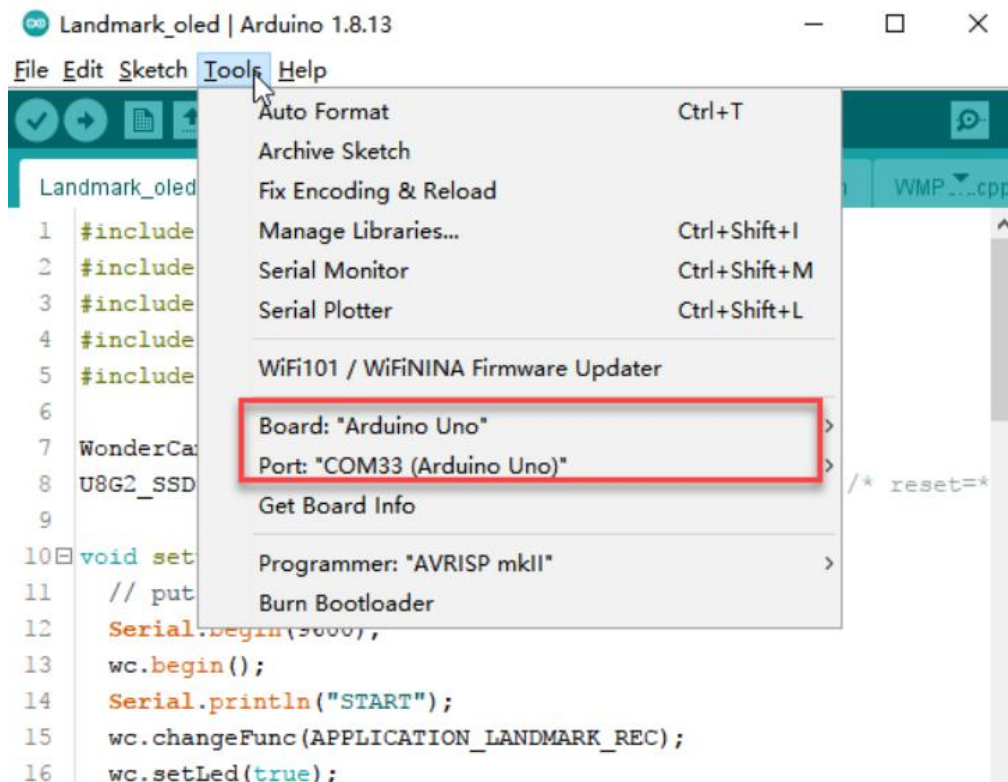 Landmark_oled | Arduino 1.8.13
File Edit Sketch Tools Help
Auto Format Ctrl+T
Archive Sketch
Fix Encoding & Reload
Manage Libraries... Ctrl+Shift+I
Serial Monitor Ctrl+Shift+M
Serial Plotter Ctrl+Shift+L
WiFi101 / WiFiNINA Firmware Updater
Board: "Arduino Uno"
Port: "COM33 (Arduino Uno)"
Get Board Info
Programmer: "AVRISP mkII"
Burn Bootloader
Landmark_oled
1 #include
2 #include
3 #include
4 #include
5 #include
6
7 WonderCa
8 U8G2_SSD /* reset=*
9
10 void set
11 // put
12 Serial.begin(9600);
13 wc.begin();
14 Serial.println("START");
15 wc.changeFunc(APPLICATION_LANDMARK_REC);
16 wc.setLed(true);